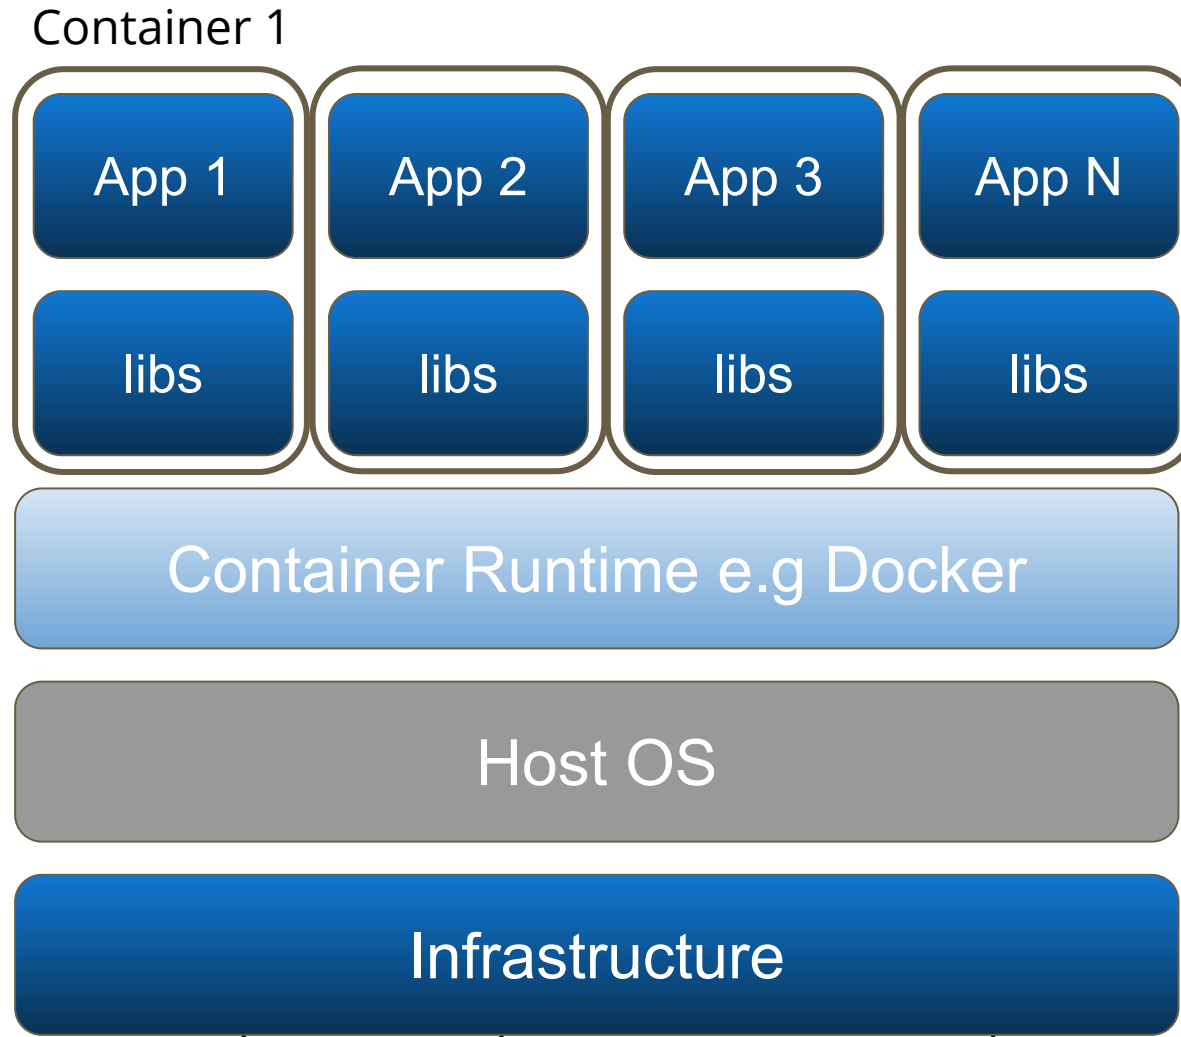 Container 1
App 1 App 2 App 3 App N
libs libs libs libs
Container Runtime e.g Docker
Host OS
Infrastructure